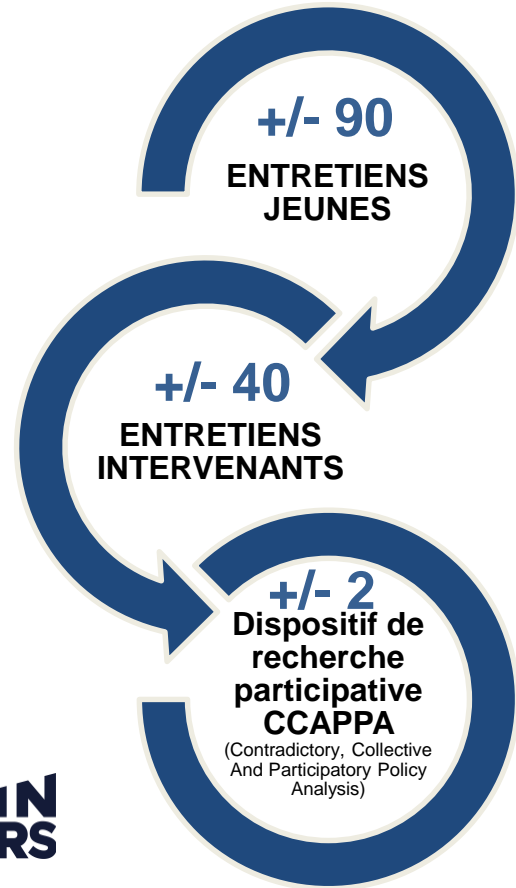 +/- 90
ENTRETIENS
JEUNES
+/- 40
ENTRETIENS
INTERVENANTS
+/- 2
Dispositif de
recherche
participative
CCAPPA
(Contradictory, Collective
And Participatory Policy
Analysis)